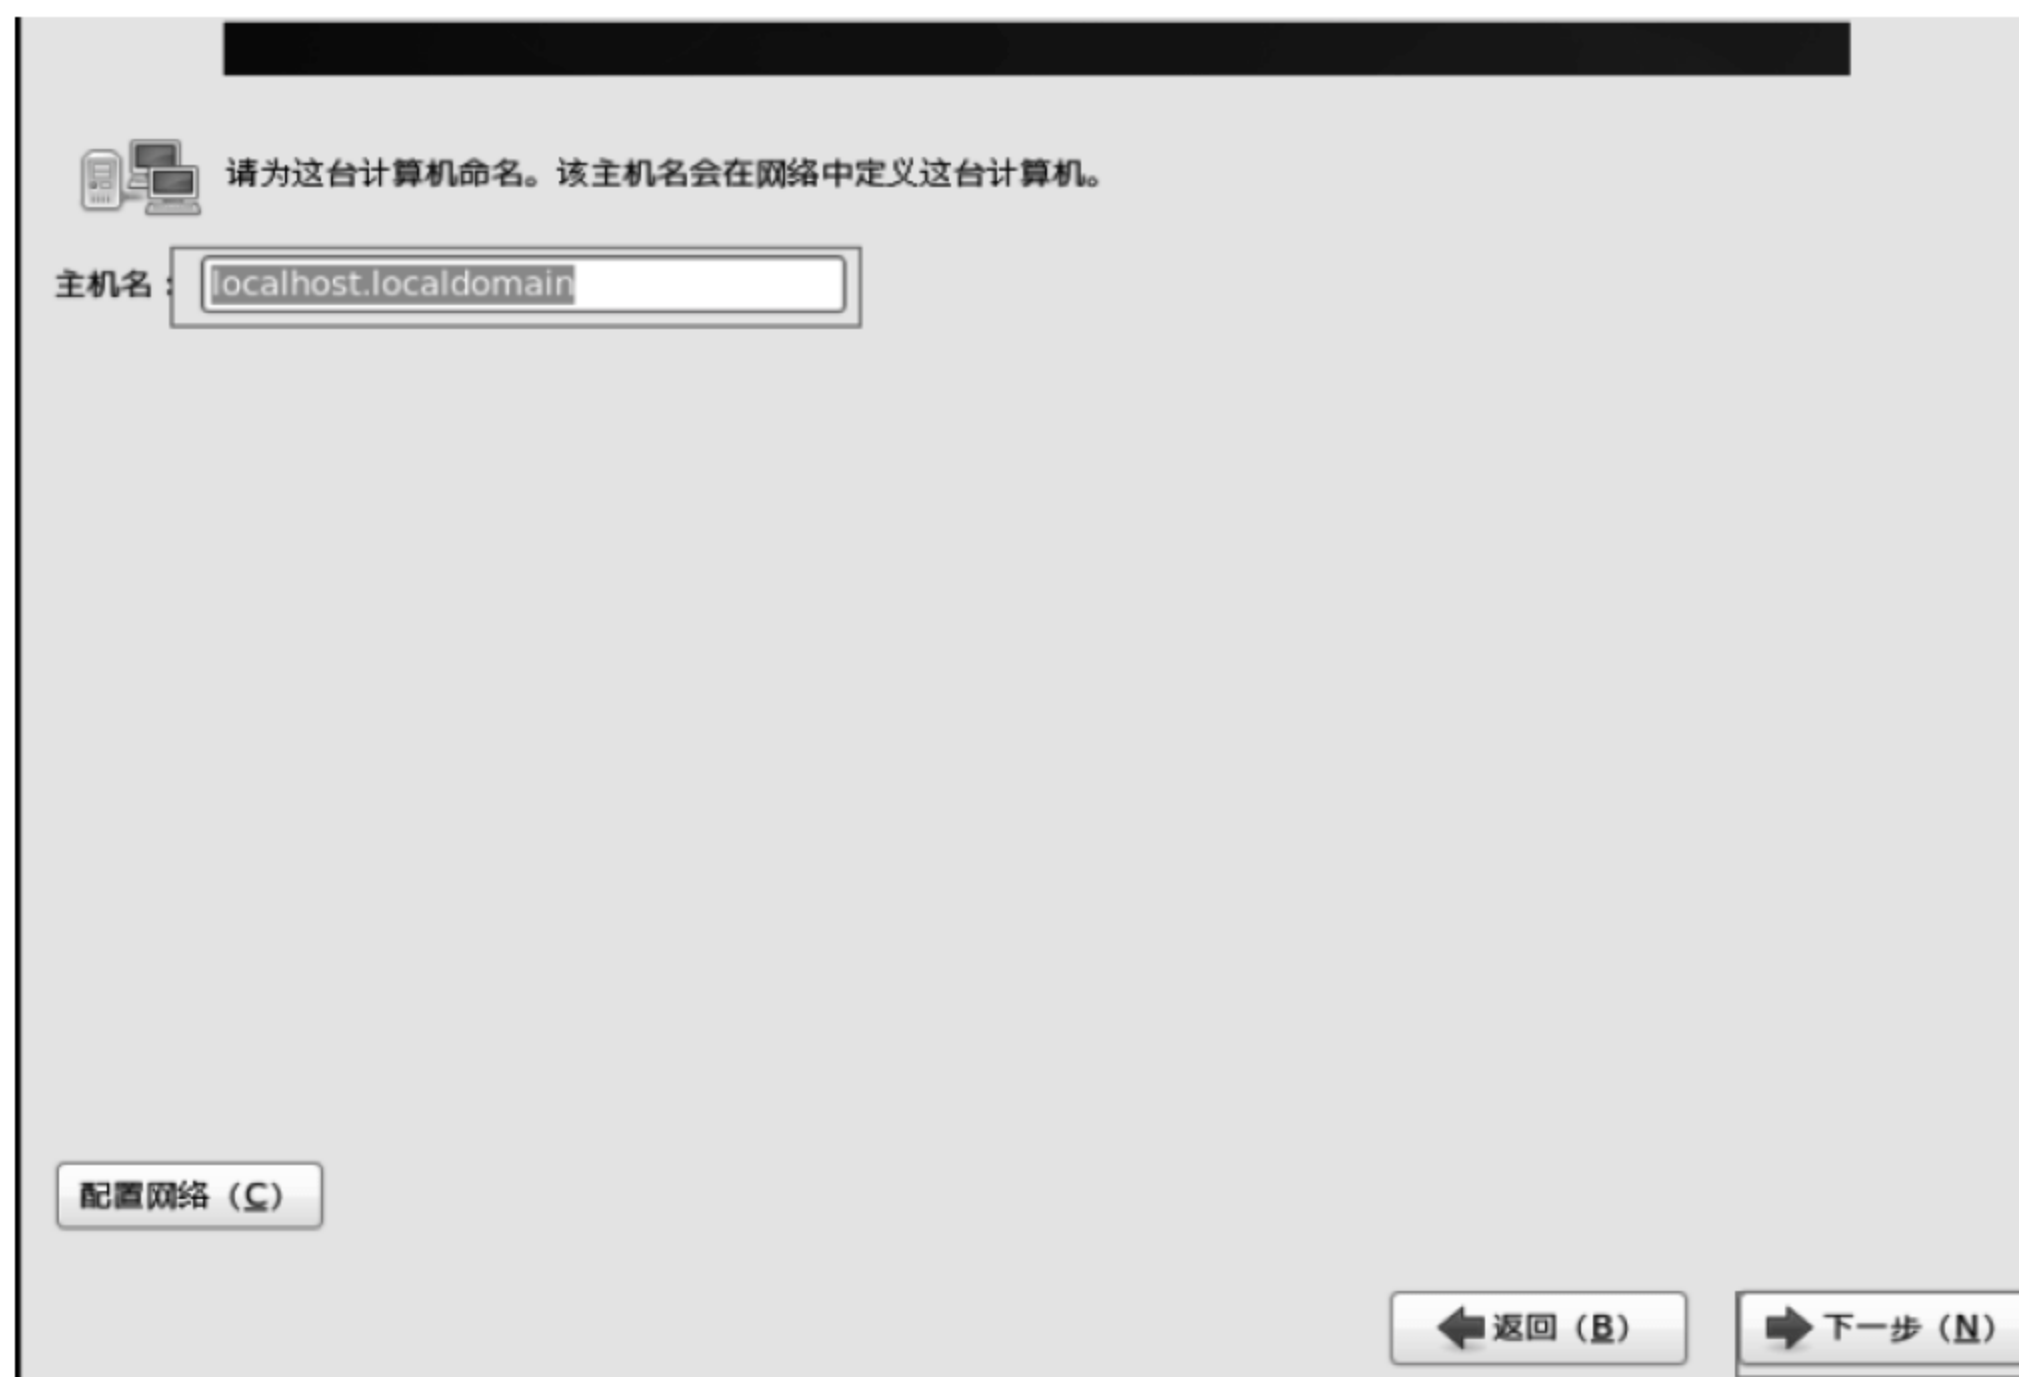 请为这台计算机命名。该主机名会在网络中定义这台计算机。
主机名：localhost.localdomain
配置网络（C）
返回（B） 下一步（N）